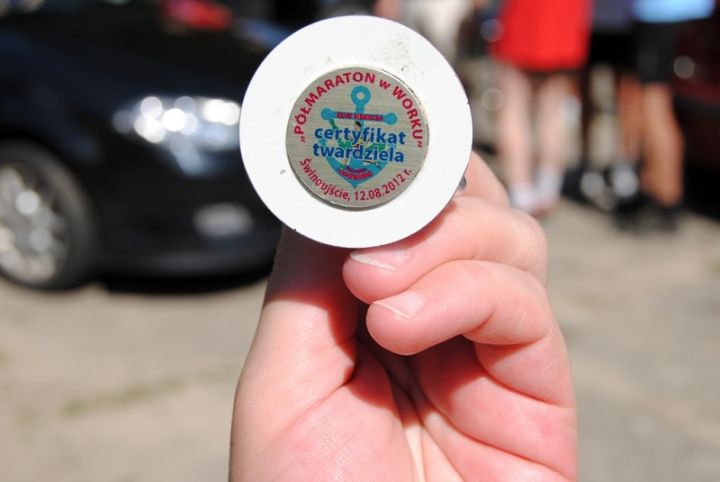 „PÓŁMARATON w WORKU"
certyfikat
twardziela
Świnoujście, 12.08.2012 r.